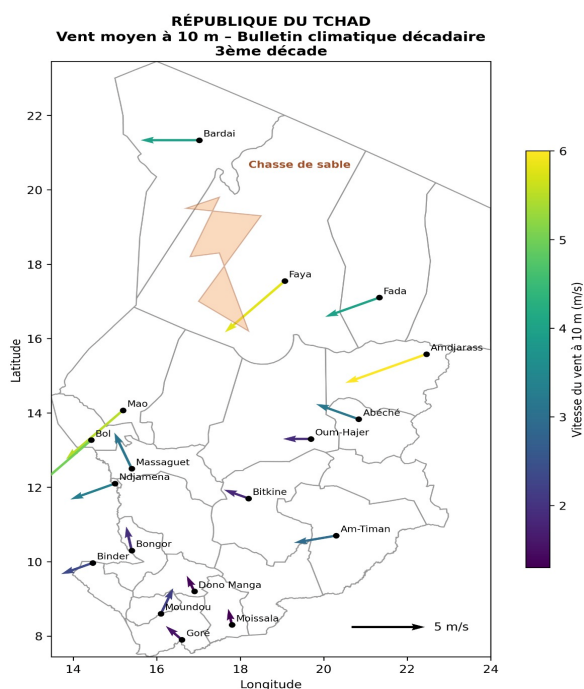 RÉPUBLIQUE DU TCHAD
Vent moyen à 10 m – Bulletin climatique décadaire
3ème décade
Bardai
Chasse de sable
Faya
Fada
Amdjarass
Mao
Abéché
Bol
Oum-Hajer
Massaguet
Ndjamena
Bitkine
Am-Timan
Bongor
Binder
Dono Manga
Moundou
Moissala
Goré
5 m/s
22
20
18
16
14
12
10
8
Latitude
14
16
18
20
22
24
Longitude
6
5
4
3
2
Vitesse du vent à 10 m (m/s)